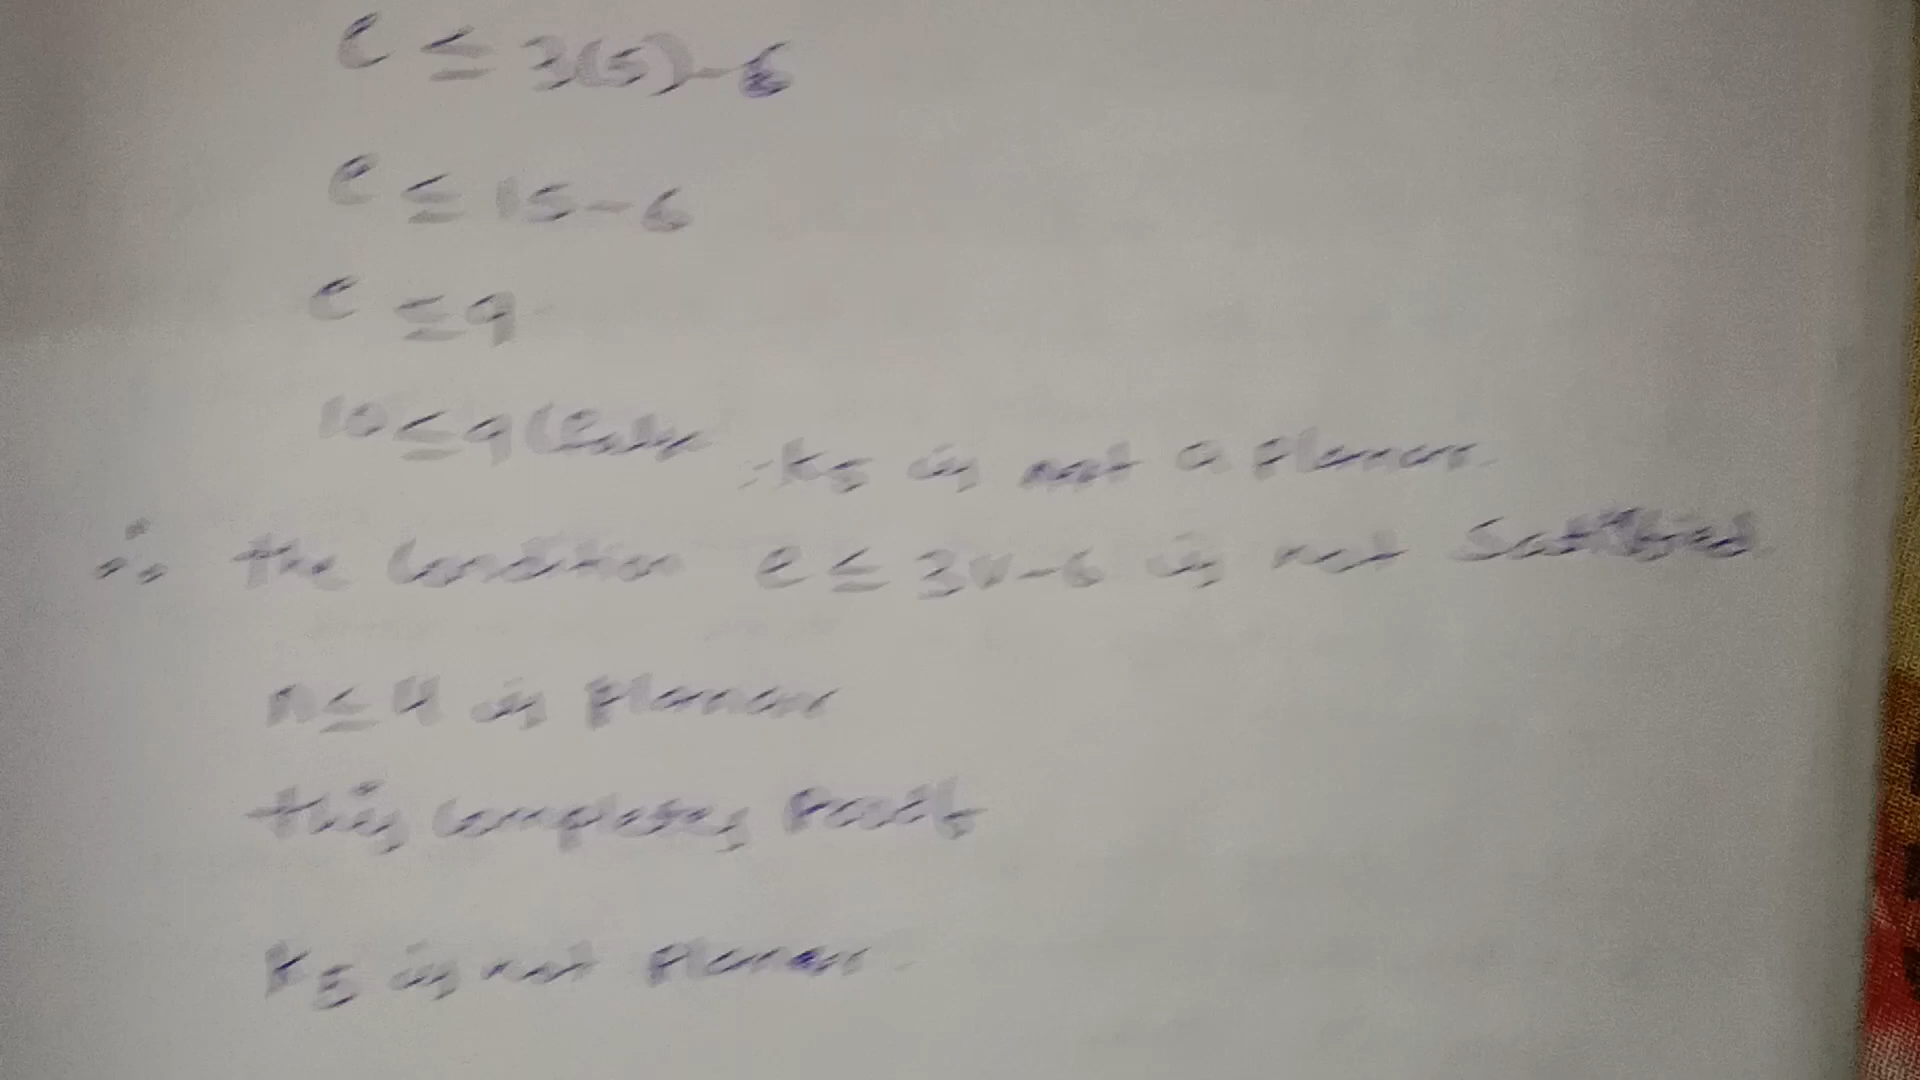 e ≤ 3(5)-6
e ≤ 15-6
e ≤ 9
10 ≤ 9 ∴ K5 is not a planar.
∴ the condition e ≤ 3v-6 is not satisfied
n ≤ 4 is planar
this completes proof
K5 is not planar.